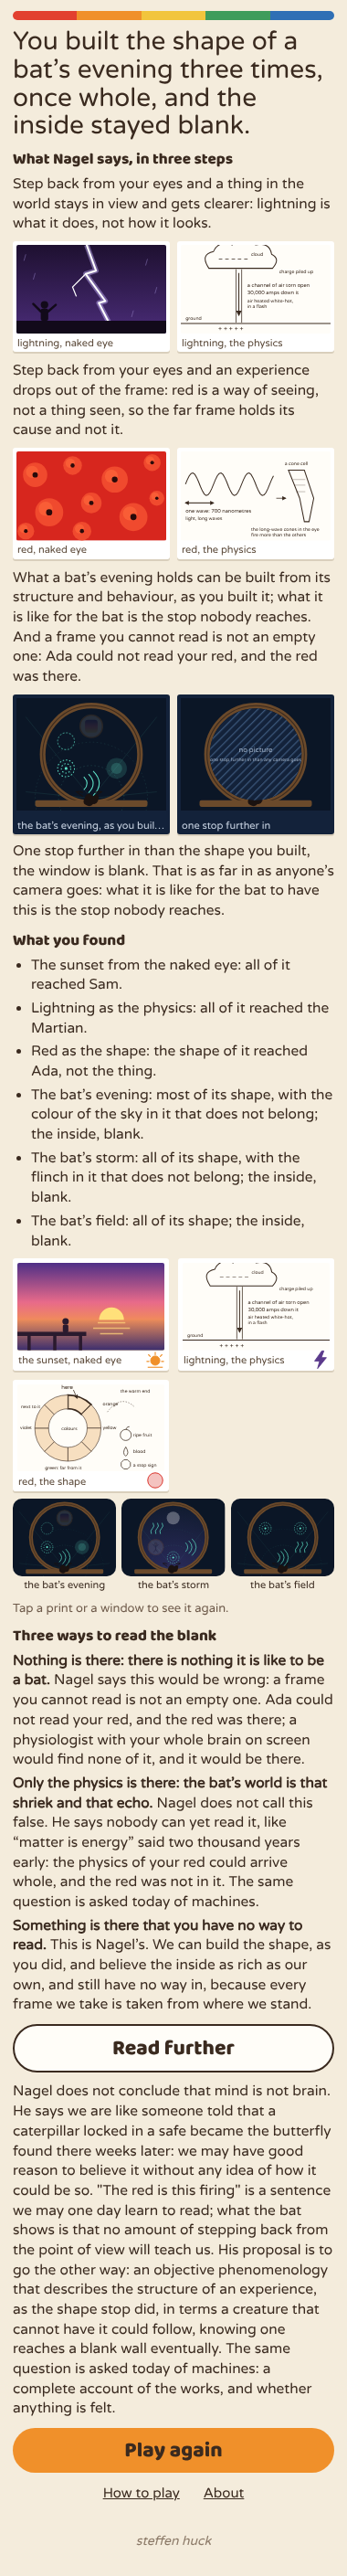 You built the shape of a
bat's evening three times,
once whole, and the
inside stayed blank.
What Nagel says, in three steps
Step back from your eyes and a thing in the
world stays in view and gets clearer: lightning is
what it does, not how it looks.
cloud
charge piled up
a channel of air torn open
30,000 amps down it
air heated white-hot,
in a flash
ground
+ + + + +
lightning, naked eye
lightning, the physics
Step back from your eyes and an experience
drops out of the frame: red is a way of seeing,
not a thing seen, so the far frame holds its
cause and not it.
a cone cell
one wave: 700 nanometres
light, long waves
the long-wave cones in the eye
fire more than the others
red, naked eye
red, the physics
What a bat's evening holds can be built from its
structure and behaviour, as you built it; what it
is like for the bat is the stop nobody reaches.
And a frame you cannot read is not an empty
one: Ada could not read your red, and the red
was there.
no picture
one stop further in than any camera goes
the bat's evening, as you buil...
one stop further in
One stop further in than the shape you built,
the window is blank. That is as far in as anyone's
camera goes: what it is like for the bat to have
this is the stop nobody reaches.
What you found
• The sunset from the naked eye: all of it
reached Sam.
• Lightning as the physics: all of it reached the
Martian.
• Red as the shape: the shape of it reached
Ada, not the thing.
• The bat's evening: most of its shape, with the
colour of the sky in it that does not belong;
the inside, blank.
• The bat's storm: all of its shape, with the
flinch in it that does not belong; the inside,
blank.
• The bat's field: all of its shape; the inside,
blank.
cloud
charge piled up
a channel of air torn open
30,000 amps down it
air heated white-hot,
in a flash
ground
+ + + + +
the sunset, naked eye
lightning, the physics
here
the warm end
next to it
orange
violet
colours
yellow
ripe fruit
blood
green: far from it
a stop sign
red, the shape
the bat's evening
the bat's storm
the bat's field
Tap a print or a window to see it again.
Three ways to read the blank
Nothing is there: there is nothing it is like to be
a bat. Nagel says this would be wrong: a frame
you cannot read is not an empty one. Ada could
not read your red, and the red was there; a
physiologist with your whole brain on screen
would find none of it, and it would be there.
Only the physics is there: the bat's world is that
shriek and that echo. Nagel does not call this
false. He says nobody can yet read it, like
“matter is energy” said two thousand years
early: the physics of your red could arrive
whole, and the red was not in it. The same
question is asked today of machines.
Something is there that you have no way to
read. This is Nagel's. We can build the shape, as
you did, and believe the inside as rich as our
own, and still have no way in, because every
frame we take is taken from where we stand.
Read further
Nagel does not conclude that mind is not brain.
He says we are like someone told that a
caterpillar locked in a safe became the butterfly
found there weeks later: we may have good
reason to believe it without any idea of how it
could be so. "The red is this firing" is a sentence
we may one day learn to read; what the bat
shows is that no amount of stepping back from
the point of view will teach us. His proposal is to
go the other way: an objective phenomenology
that describes the structure of an experience,
as the shape stop did, in terms a creature that
cannot have it could follow, knowing one
reaches a blank wall eventually. The same
question is asked today of machines: a
complete account of the works, and whether
anything is felt.
Play again
How to play
About
steffen huck